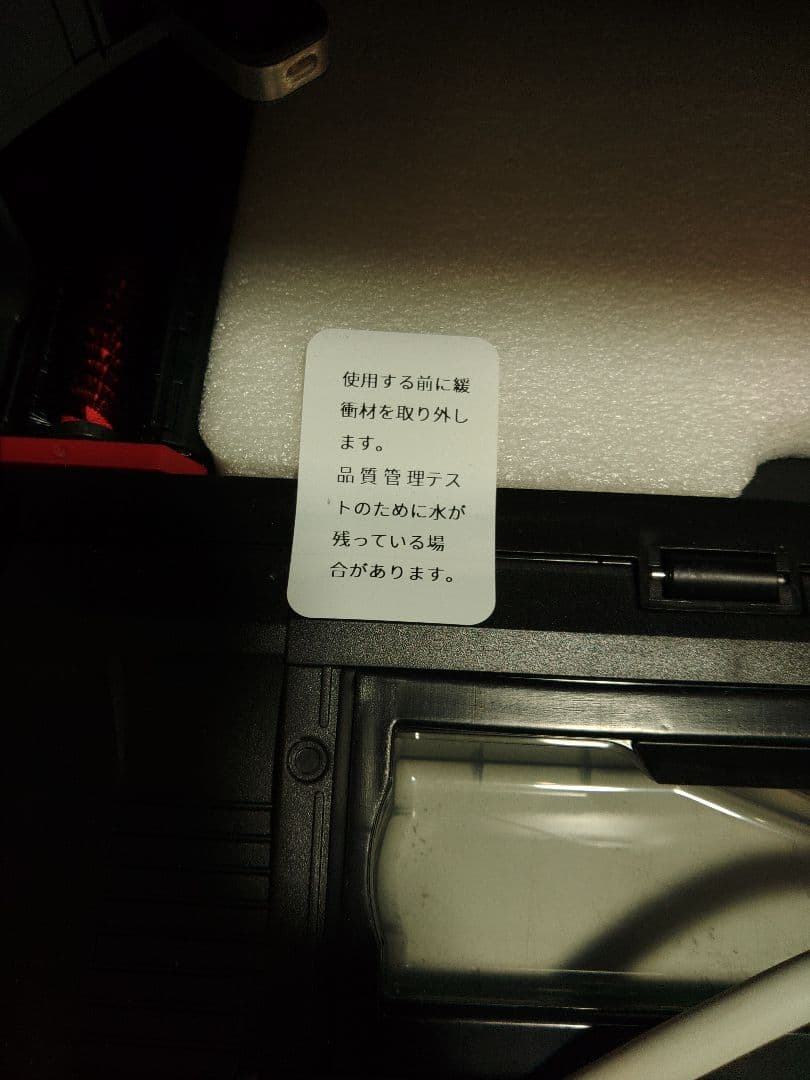 使用する前に緩
衝材を取り外し
ます。
品質管理テス
トのために水が
残っている場
合があります。